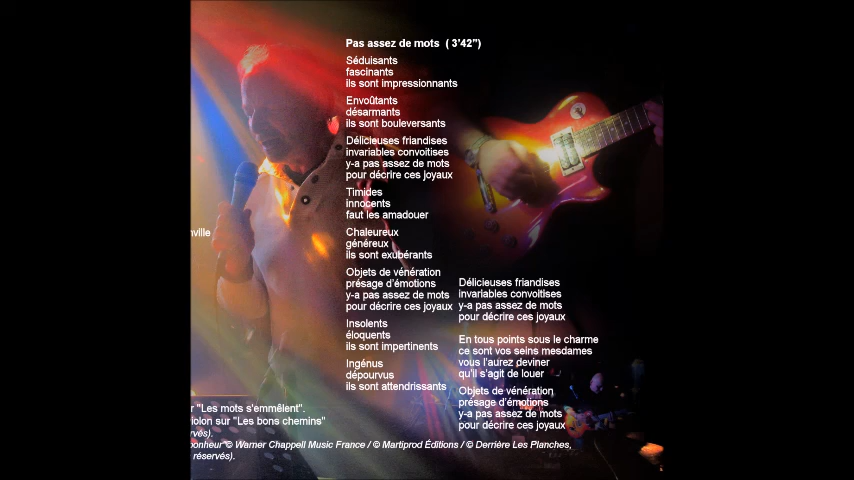 Pas assez de mots ( 3'42")
Séduisants
fascinants
ils sont impressionnants
Envoûtants
désarmants
ils sont bouleversants
Délicieuses friandises
invariables convoitises
y-a pas assez de mots
pour décrire ces joyaux
Timides
innocents
faut les amadouer
Chaleureux
généreux
ils sont exubérants
Objets de vénération
présage d'émotions
y-a pas assez de mots
pour décrire ces joyaux
Insolents
éloquents
ils sont impertinents
Ingénus
dépourvus
ils sont attendrissants
Délicieuses friandises
invariables convoitises
y-a pas assez de mots
pour décrire ces joyaux
En tous points sous le charme
ce sont vos seins mesdames
vous l'aurez deviner
qu'il s'agit de louer
Objets de vénération
présage d'émotions
y-a pas assez de mots
pour décrire ces joyaux
nville
r "Les mots s'emmêlent".
iolon sur "Les bons chemins"
rvés).
bonheur" © Warner Chappell Music France / © Martiprod Éditions / © Derrière Les Planches,
réservés).